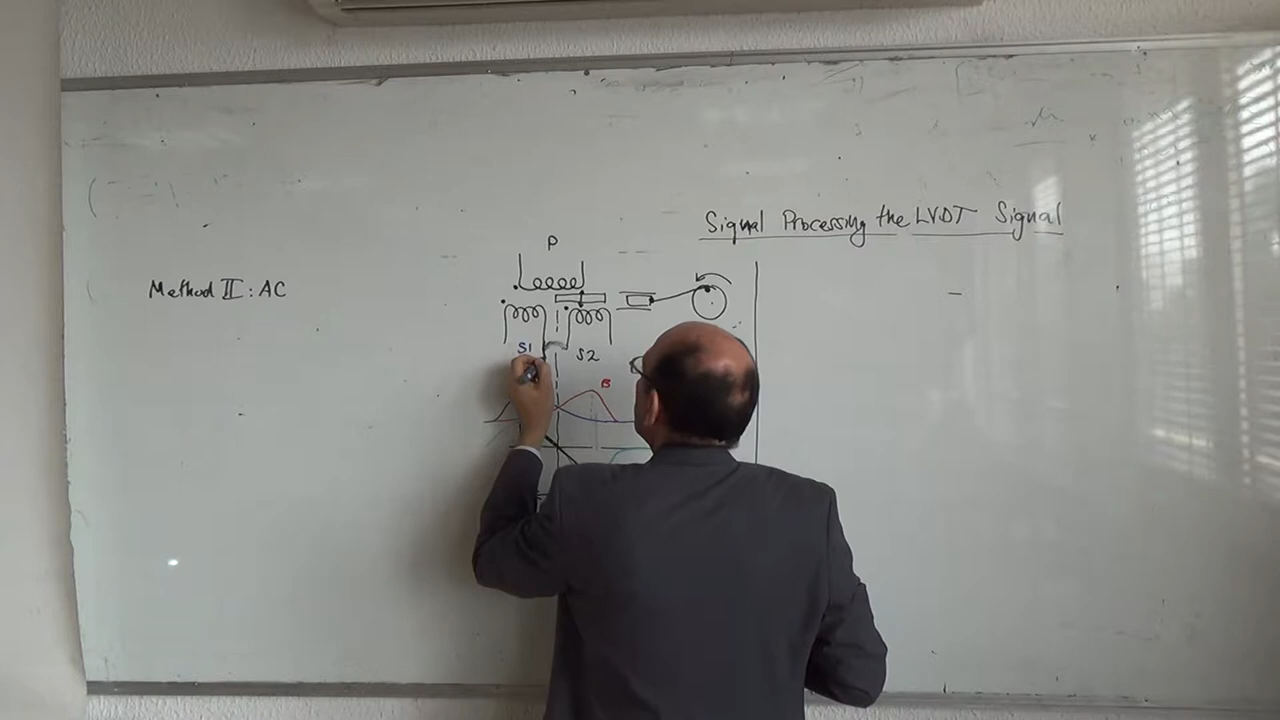 Signal Processing the LVDT Signal
P
Method II : AC
S1
S2
B